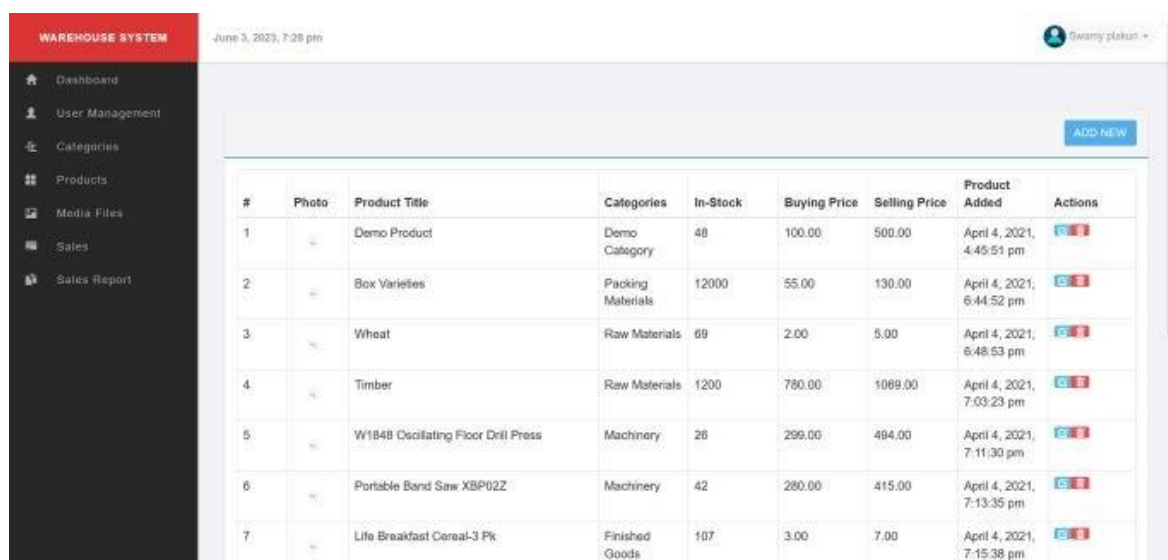 WAREHOUSE SYSTEM
June 3, 2023, 7:28 pm
Swamy plakuri
Dashboard
User Management
Categories
Products
Media Files
Sales
Sales Report
ADD NEW
# Photo Product Title Categories In-Stock Buying Price Selling Price Product Added Actions
1 Demo Product Demo Category 48 100.00 500.00 April 4, 2021, 4:45:51 pm
2 Box Varieties Packing Materials 12000 55.00 130.00 April 4, 2021, 6:44:52 pm
3 Wheat Raw Materials 69 2.00 5.00 April 4, 2021, 6:48:53 pm
4 Timber Raw Materials 1200 780.00 1069.00 April 4, 2021, 7:03:23 pm
5 W1848 Oscillating Floor Drill Press Machinery 26 299.00 494.00 April 4, 2021, 7:11:30 pm
6 Portable Band Saw XBP02Z Machinery 42 280.00 415.00 April 4, 2021, 7:13:35 pm
7 Life Breakfast Cereal-3 Pk Finished Goods 107 3.00 7.00 April 4, 2021, 7:15:38 pm